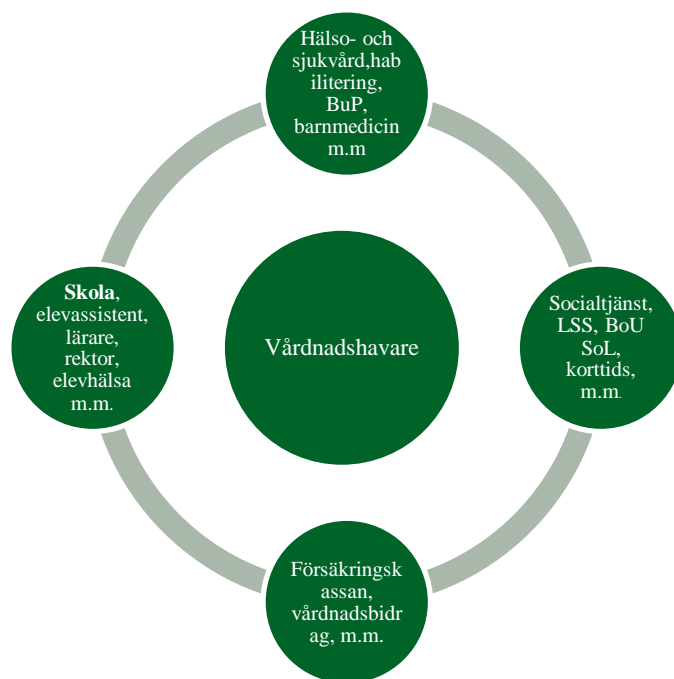 Hälso- och
sjukvård,hab
ilitering,
BuP,
barnmedicin
m.m
Skola,
elevassistent,
lärare,
rektor,
elevhälsa
m.m.
Vårdnadshavare
Socialtjänst,
LSS, BoU
SoL,
korttids,
m.m.
Försäkringsk
assan,
vårdnadsbidr
ag, m.m.